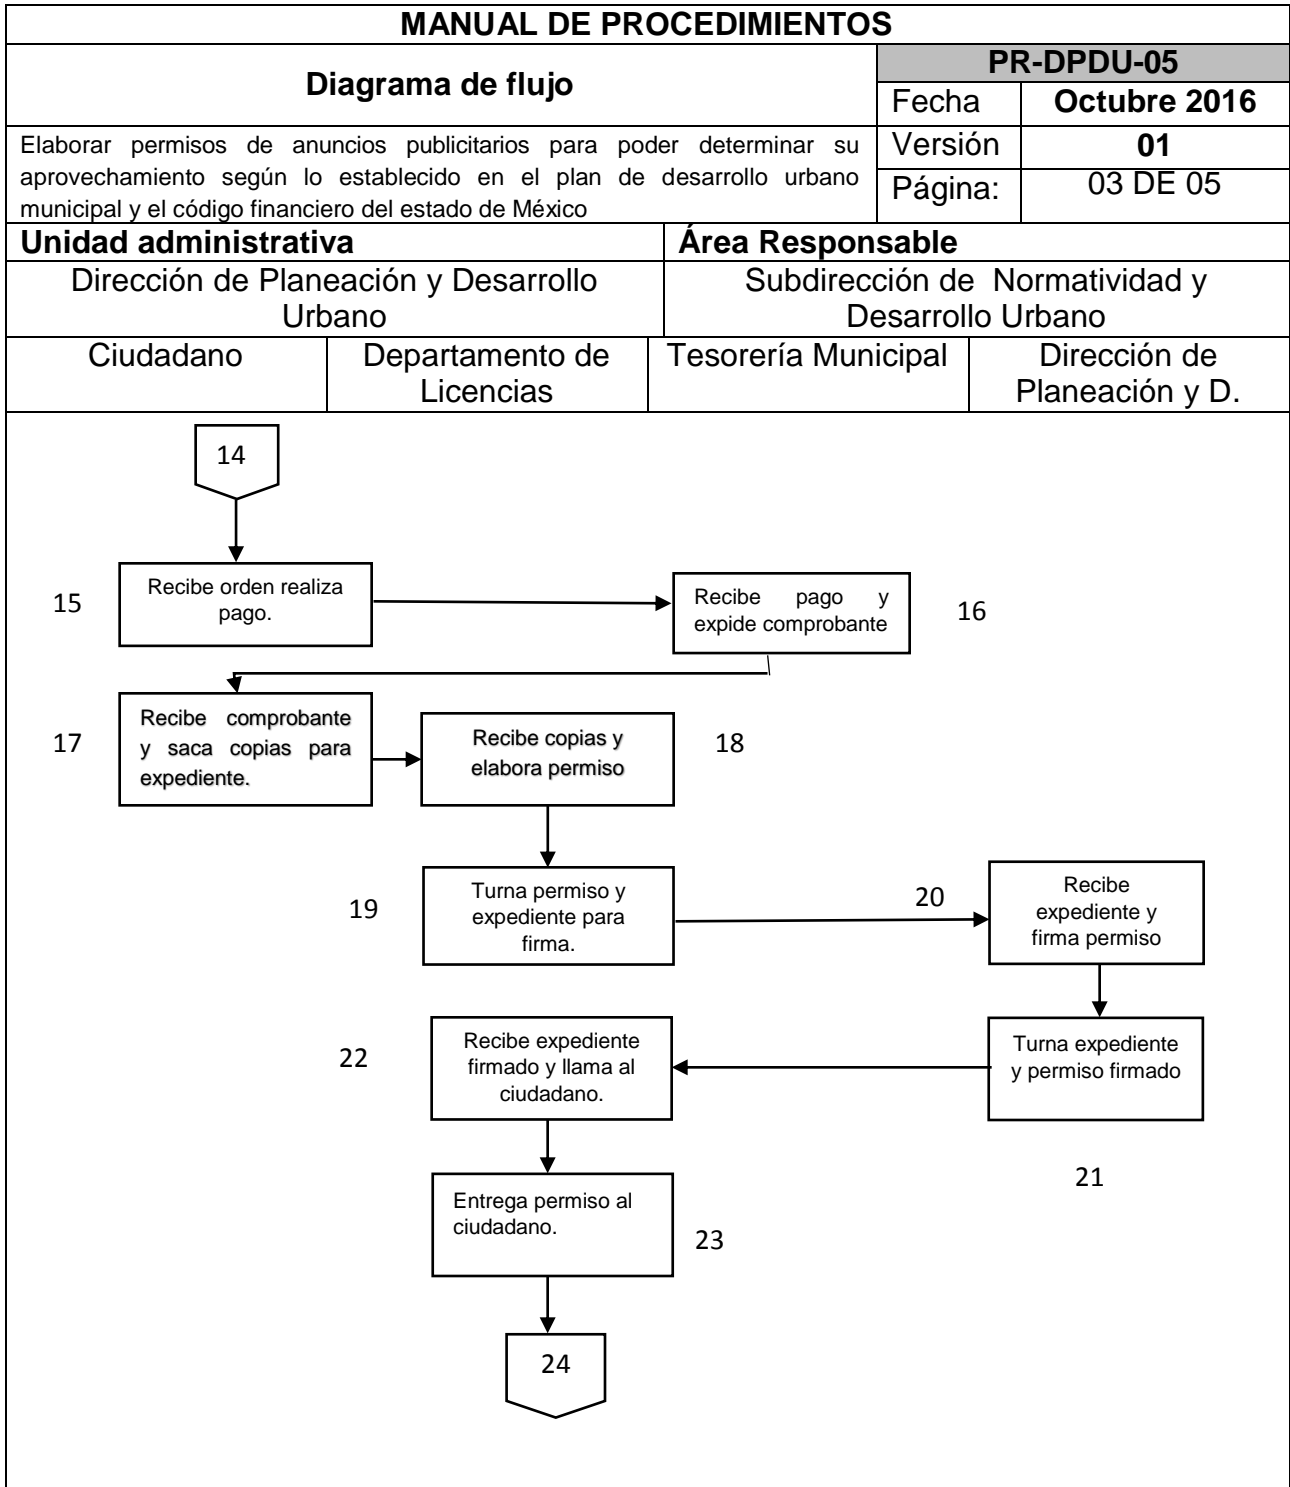 MANUAL DE PROCEDIMIENTOS
Diagrama de flujo
PR-DPDU-05
Fecha
Octubre 2016
Elaborar permisos de anuncios publicitarios para poder determinar su
aprovechamiento según lo establecido en el plan de desarrollo urbano
municipal y el código financiero del estado de México
Versión
01
Página:
03 DE 05
Unidad administrativa
Área Responsable
Dirección de Planeación y Desarrollo
Urbano
Subdirección de Normatividad y
Desarrollo Urbano
Ciudadano
Departamento de
Licencias
Tesorería Municipal
Dirección de
Planeación y D.
14
15
Recibe orden realiza
pago.
Recibe pago y
expide comprobante
16
17
Recibe comprobante
y saca copias para
expediente.
Recibe copias y
elabora permiso
18
19
Turna permiso y
expediente para
firma.
20
Recibe
expediente y
firma permiso
22
Recibe expediente
firmado y llama al
ciudadano.
Turna expediente
y permiso firmado
21
Entrega permiso al
ciudadano.
23
24